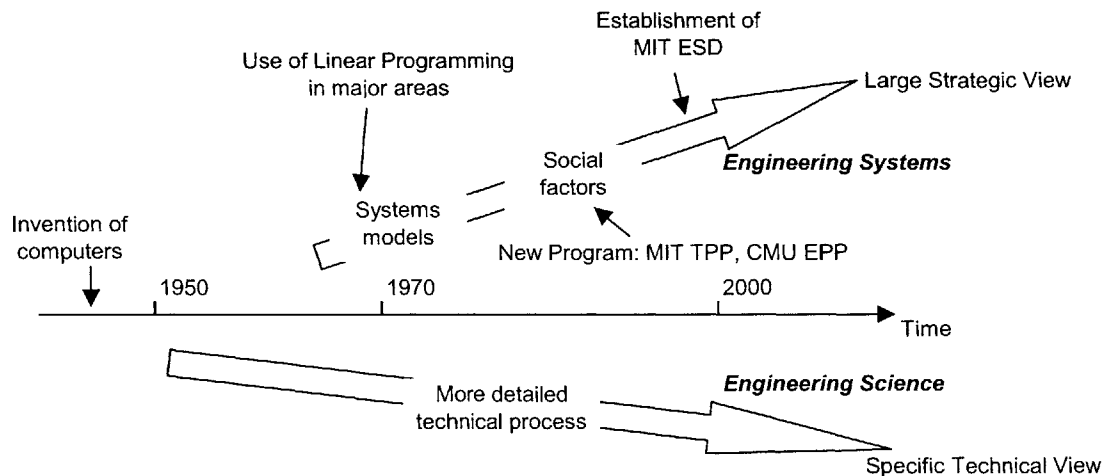 Establishment of
MIT ESD
Use of Linear Programming
in major areas
Large Strategic View
Engineering Systems
Social
factors
Systems
models
Invention of
computers
New Program: MIT TPP, CMU EPP
1950
1970
2000
Time
Engineering Science
More detailed
technical process
Specific Technical View